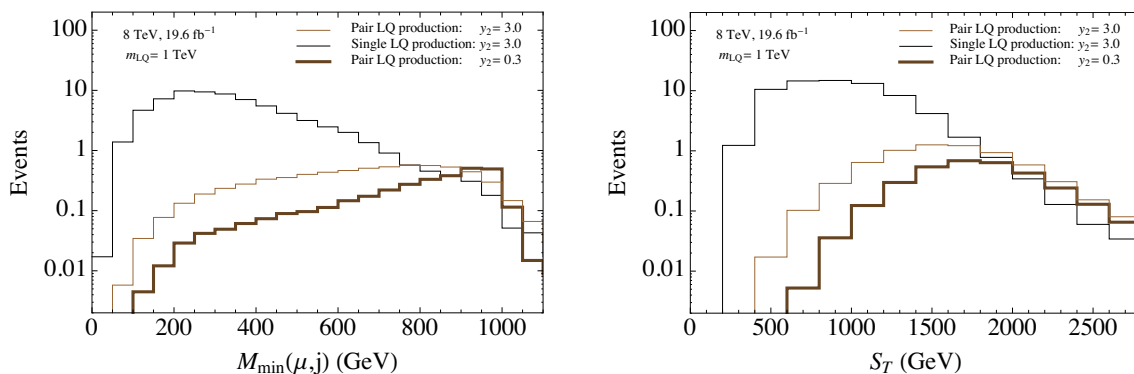 8 TeV, 19.6 fb⁻¹
m_LQ = 1 TeV
Pair LQ production: y₂ = 3.0
Single LQ production: y₂ = 3.0
Pair LQ production: y₂ = 0.3
100
10
1
0.1
0.01
Events
0 200 400 600 800 1000
M_min(μ,j) (GeV)
8 TeV, 19.6 fb⁻¹
m_LQ = 1 TeV
Pair LQ production: y₂ = 3.0
Single LQ production: y₂ = 3.0
Pair LQ production: y₂ = 0.3
100
10
1
0.1
0.01
Events
0 500 1000 1500 2000 2500
S_T (GeV)